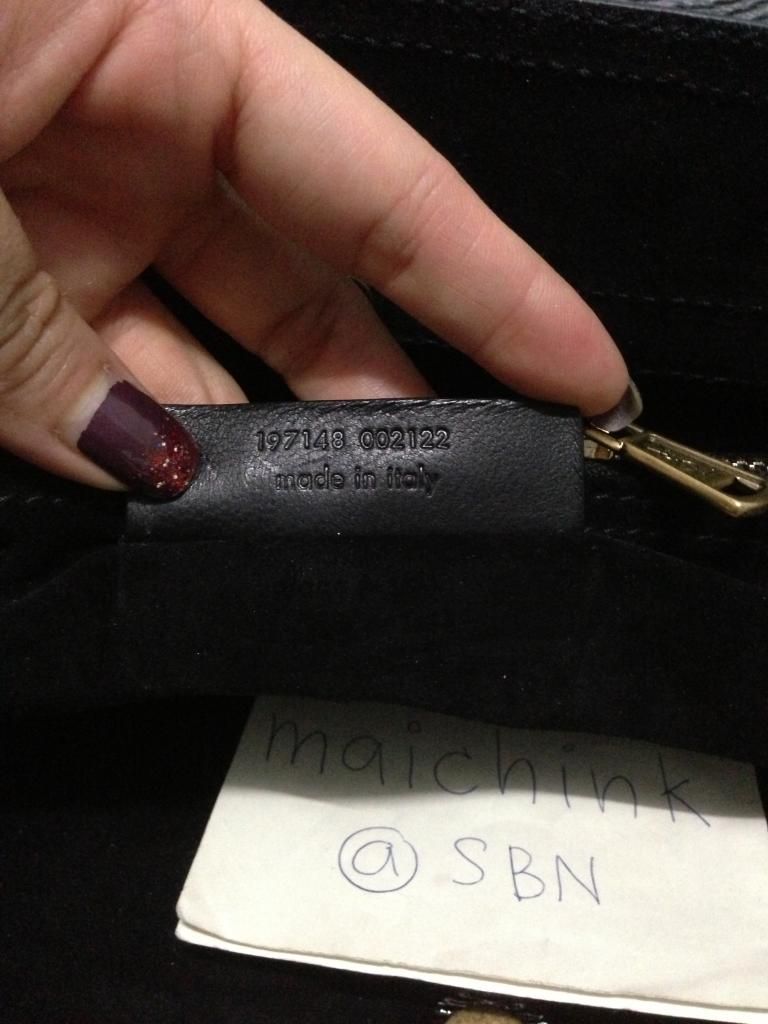 197148 002122
made in italy
maichink
@ SBN